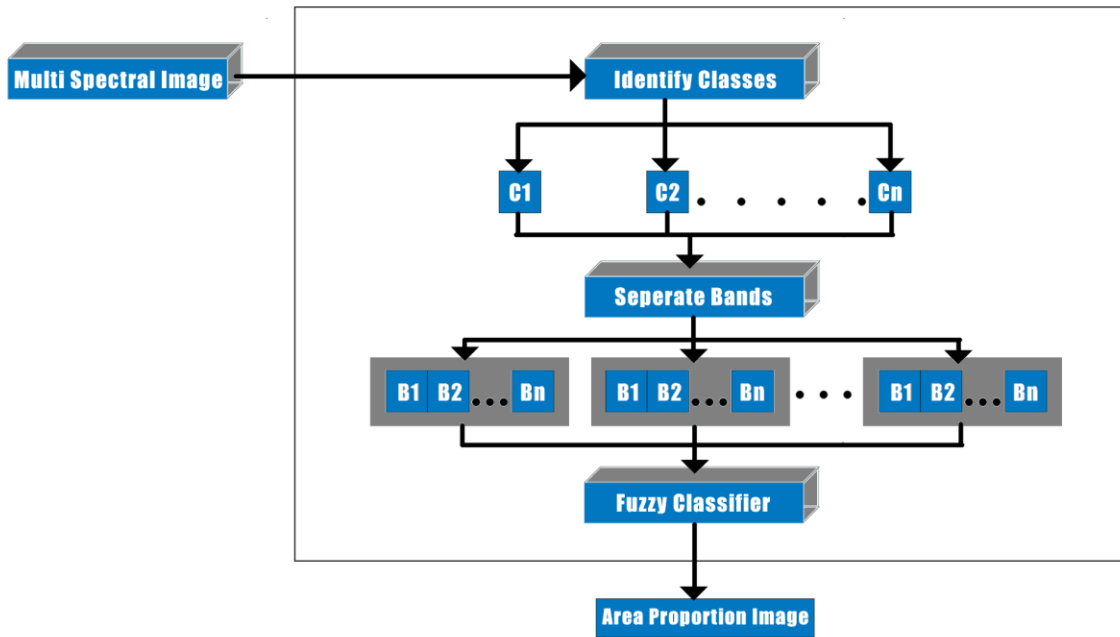 Multi Spectral Image
Identify Classes
C1 C2 . . . . . Cn
Seperate Bands
B1 B2 ... Bn B1 B2 ... Bn . . . B1 B2 ... Bn
Fuzzy Classifier
Area Proportion Image